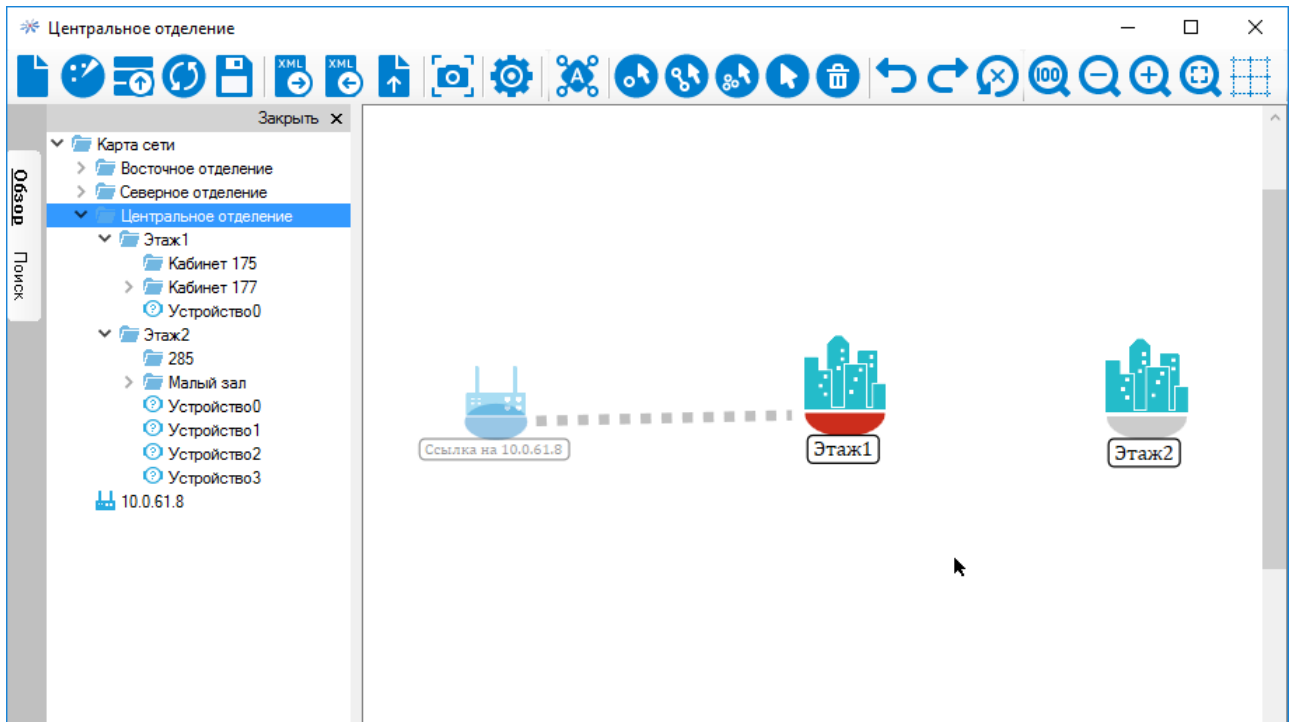 Центральное отделение
XML
XML
A
100
Закрыть
Обзор
Поиск
Карта сети
Восточное отделение
Северное отделение
Центральное отделение
Этаж1
Кабинет 175
Кабинет 177
Устройство0
Этаж2
285
Малый зал
Устройство0
Устройство1
Устройство2
Устройство3
10.0.61.8
Ссылка на 10.0.61.8
Этаж1
Этаж2